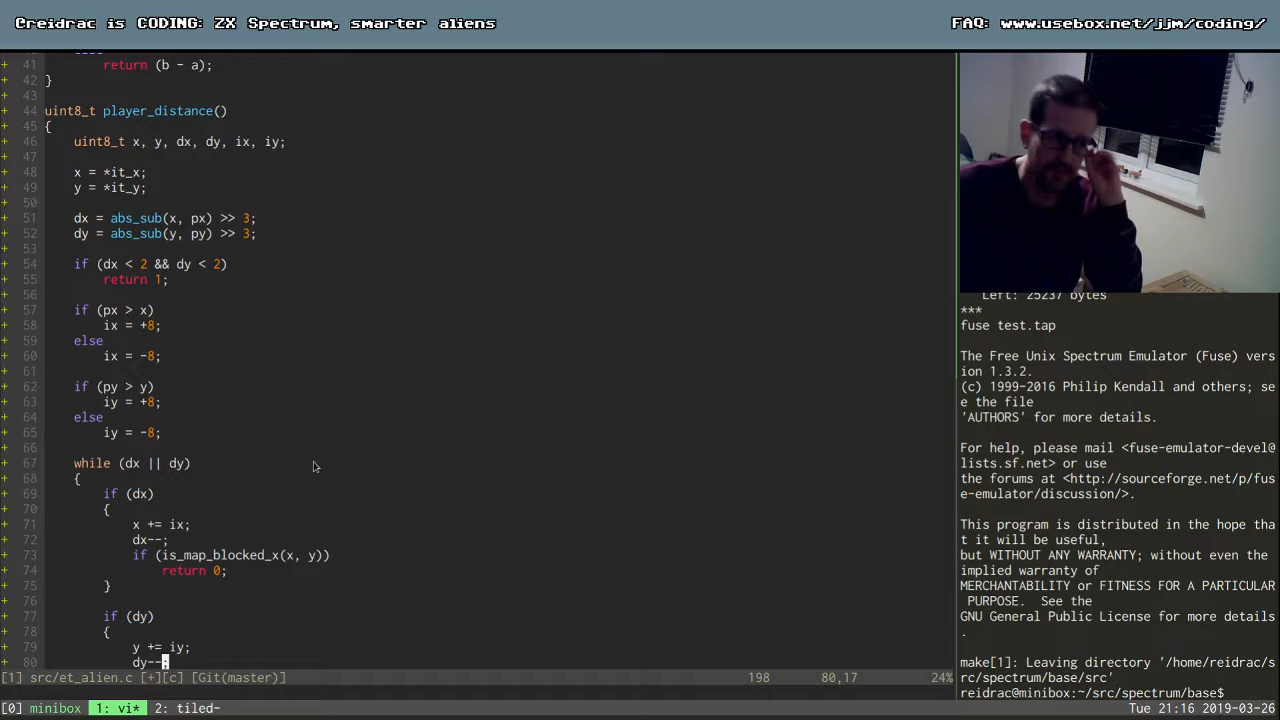 Creidrac is CODING: ZX Spectrum, smarter aliens
FAQ: www.usebox.net/jjm/coding/
+ 41 return (b - a);
+ 42 }
+ 43
+ 44 uint8_t player_distance()
+ 45 {
+ 46 uint8_t x, y, dx, dy, ix, iy;
+ 47
+ 48 x = *it_x;
+ 49 y = *it_y;
+ 50
+ 51 dx = abs_sub(x, px) >> 3;
+ 52 dy = abs_sub(y, py) >> 3;
+ 53
+ 54 if (dx < 2 && dy < 2)
+ 55 return 1;
+ 56
+ 57 if (px > x)
+ 58 ix = +8;
+ 59 else
+ 60 ix = -8;
+ 61
+ 62 if (py > y)
+ 63 iy = +8;
+ 64 else
+ 65 iy = -8;
+ 66
+ 67 while (dx || dy)
+ 68 {
+ 69 if (dx)
+ 70 {
+ 71 x += ix;
+ 72 dx--;
+ 73 if (is_map_blocked_x(x, y))
+ 74 return 0;
+ 75 }
+ 76
+ 77 if (dy)
+ 78 {
+ 79 y += iy;
+ 80 dy--;
[1] src/et_alien.c [+][c] [Git(master)] 198 80,17 24%
Left: 25237 bytes
***
fuse test.tap
The Free Unix Spectrum Emulator (Fuse) vers
ion 1.3.2.
(c) 1999-2016 Philip Kendall and others; se
e the file
'AUTHORS' for more details.
For help, please mail <fuse-emulator-devel@
lists.sf.net> or use
the forums at <http://sourceforge.net/p/fus
e-emulator/discussion/>.
This program is distributed in the hope tha
t it will be useful,
but WITHOUT ANY WARRANTY; without even the
implied warranty of
MERCHANTABILITY or FITNESS FOR A PARTICULAR
PURPOSE. See the
GNU General Public License for more details
.
make[1]: Leaving directory '/home/reidrac/s
rc/spectrum/base/src'
reidrac@minibox:~/src/spectrum/base$
[0] minibox 1: vi* 2: tiled- Tue 21:16 2019-03-26